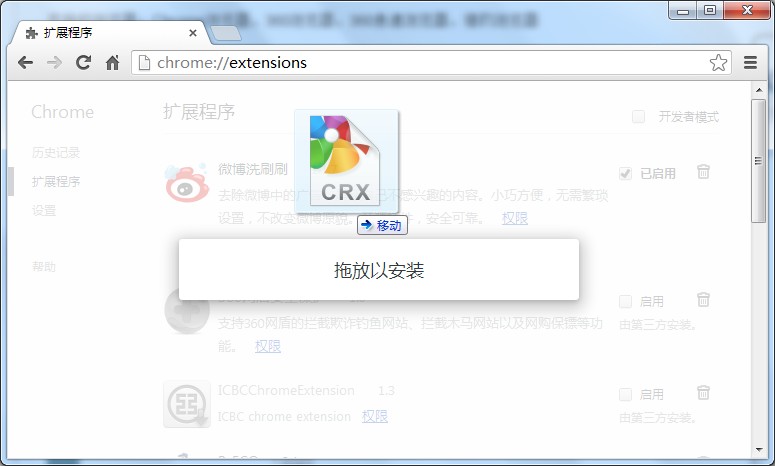 扩展程序
chrome://extensions
Chrome
扩展程序
开发者模式
历史记录
扩展程序
设置
帮助
微博洗刷刷
已启用
去除微博中的广
己不感兴趣的内容。小巧方便，无需繁琐
设置，不改变微博原貌
，安全可靠。 权限
CRX
移动
拖放以安装
启用
支持360网盾的拦截欺诈钓鱼网站、拦截木马网站以及网购保镖等功
能。 权限
由第三方安装。
ICBCChromeExtension 1.3
启用
ICBC chrome extension 权限
由第三方安装。